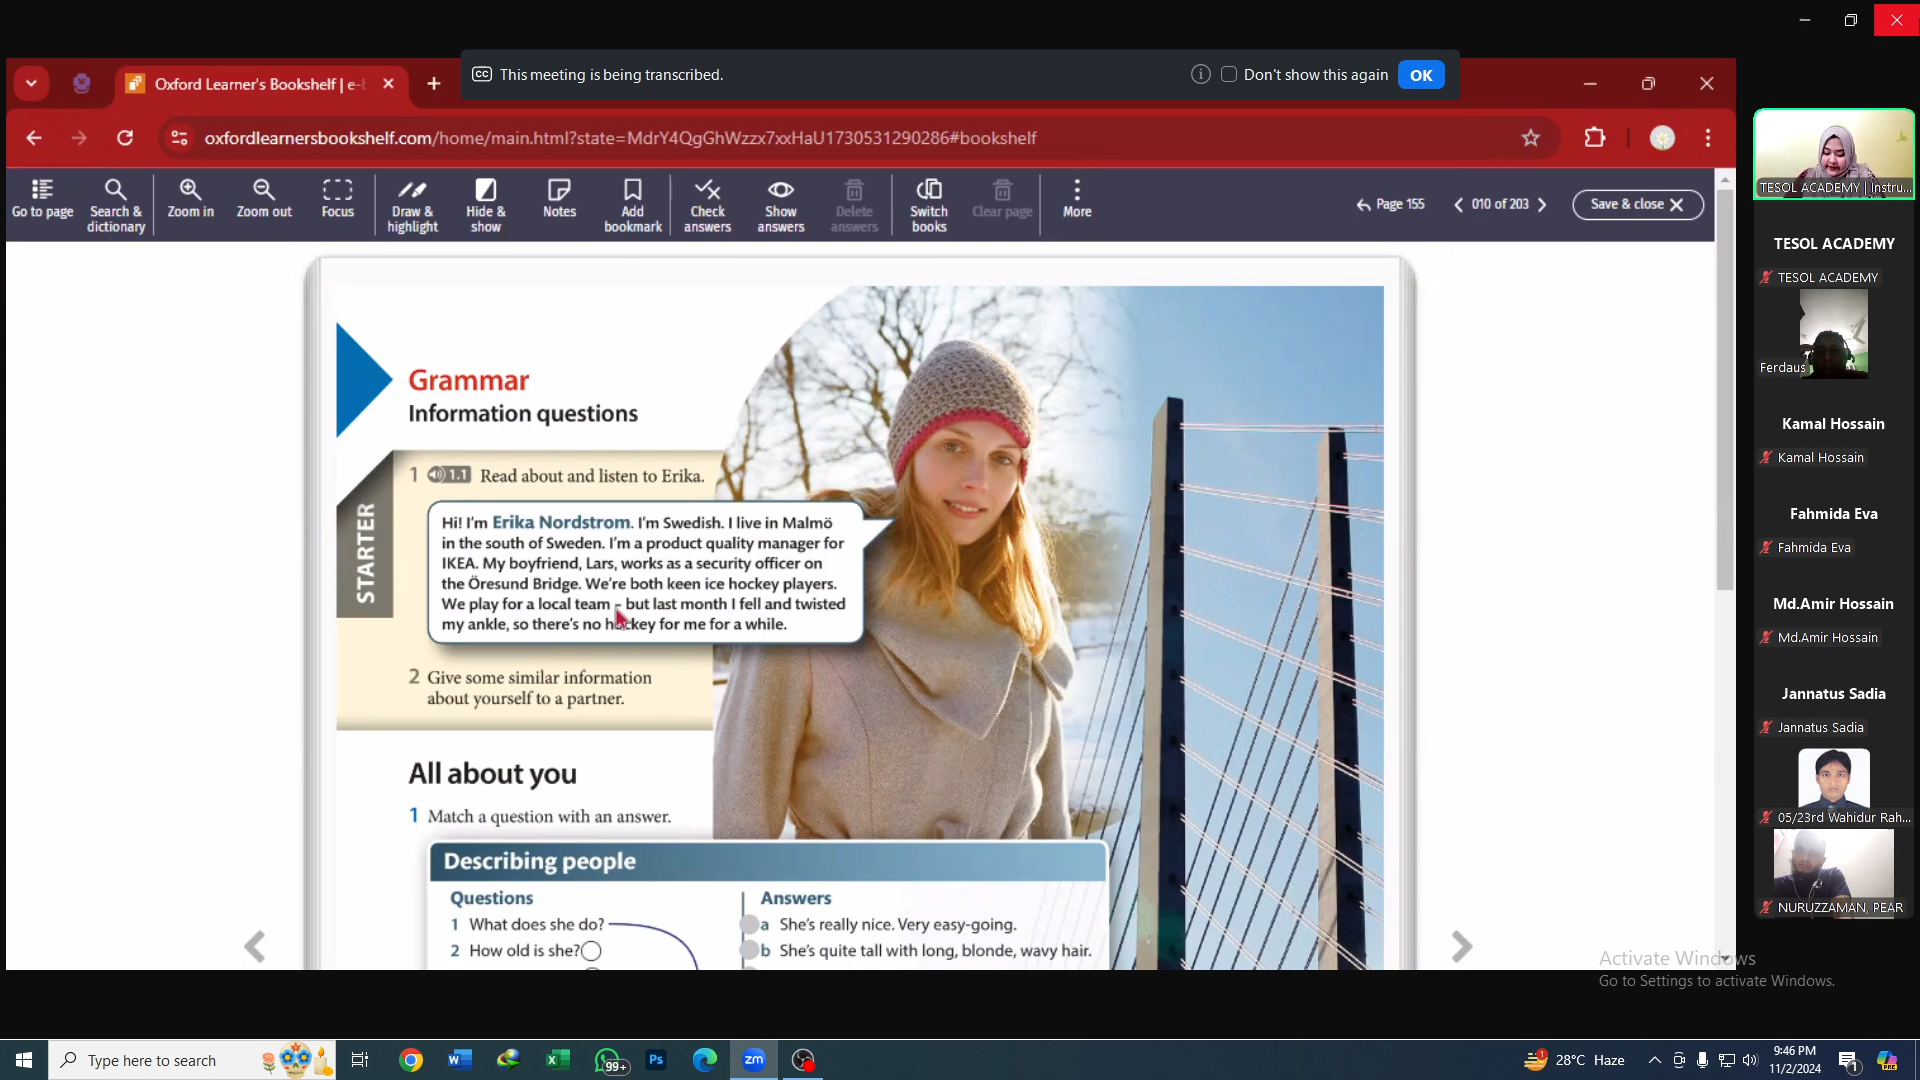 This meeting is being transcribed.
Don't show this again
OK
Oxford Learner's Bookshelf | e-
oxfordlearnersbookshelf.com/home/main.html?state=MdrY4QgGhWzzx7xxHaU1730531290286#bookshelf
Go to page
Search & dictionary
Zoom in
Zoom out
Focus
Draw & highlight
Hide & show
Notes
Add bookmark
Check answers
Show answers
Delete answers
Switch books
Clear page
More
Page 155
010 of 203
Save & close
Grammar
Information questions
STARTER
1 1.1 Read about and listen to Erika.
Hi! I'm Erika Nordstrom. I'm Swedish. I live in Malmö
in the south of Sweden. I'm a product quality manager for
IKEA. My boyfriend, Lars, works as a security officer on
the Öresund Bridge. We're both keen ice hockey players.
We play for a local team – but last month I fell and twisted
my ankle, so there's no hockey for me for a while.
2 Give some similar information
about yourself to a partner.
All about you
1 Match a question with an answer.
Describing people
Questions
1 What does she do?
2 How old is she?
Answers
a She's really nice. Very easy-going.
b She's quite tall with long, blonde, wavy hair.
TESOL ACADEMY | Instru...
TESOL ACADEMY
TESOL ACADEMY
Ferdaus
Kamal Hossain
Kamal Hossain
Fahmida Eva
Fahmida Eva
Md.Amir Hossain
Md.Amir Hossain
Jannatus Sadia
Jannatus Sadia
05/23rd Wahidur Rah...
NURUZZAMAN, PEAR
Activate Windows
Go to Settings to activate Windows.
Type here to search
99+
Ps
zm
28°C Haze
9:46 PM
11/2/2024